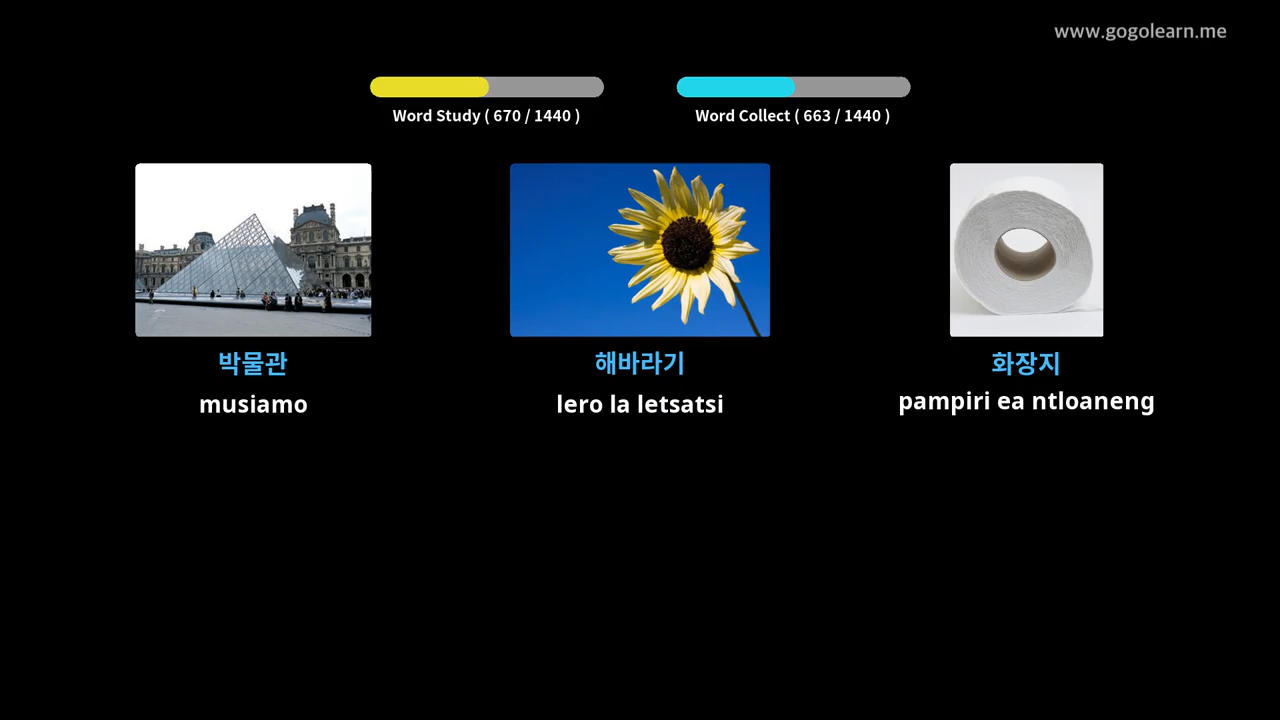 www.gogolearn.me
Word Study ( 670 / 1440 )
Word Collect ( 663 / 1440 )
박물관
해바라기
화장지
musiamo
lero la letsatsi
pampiri ea ntloaneng